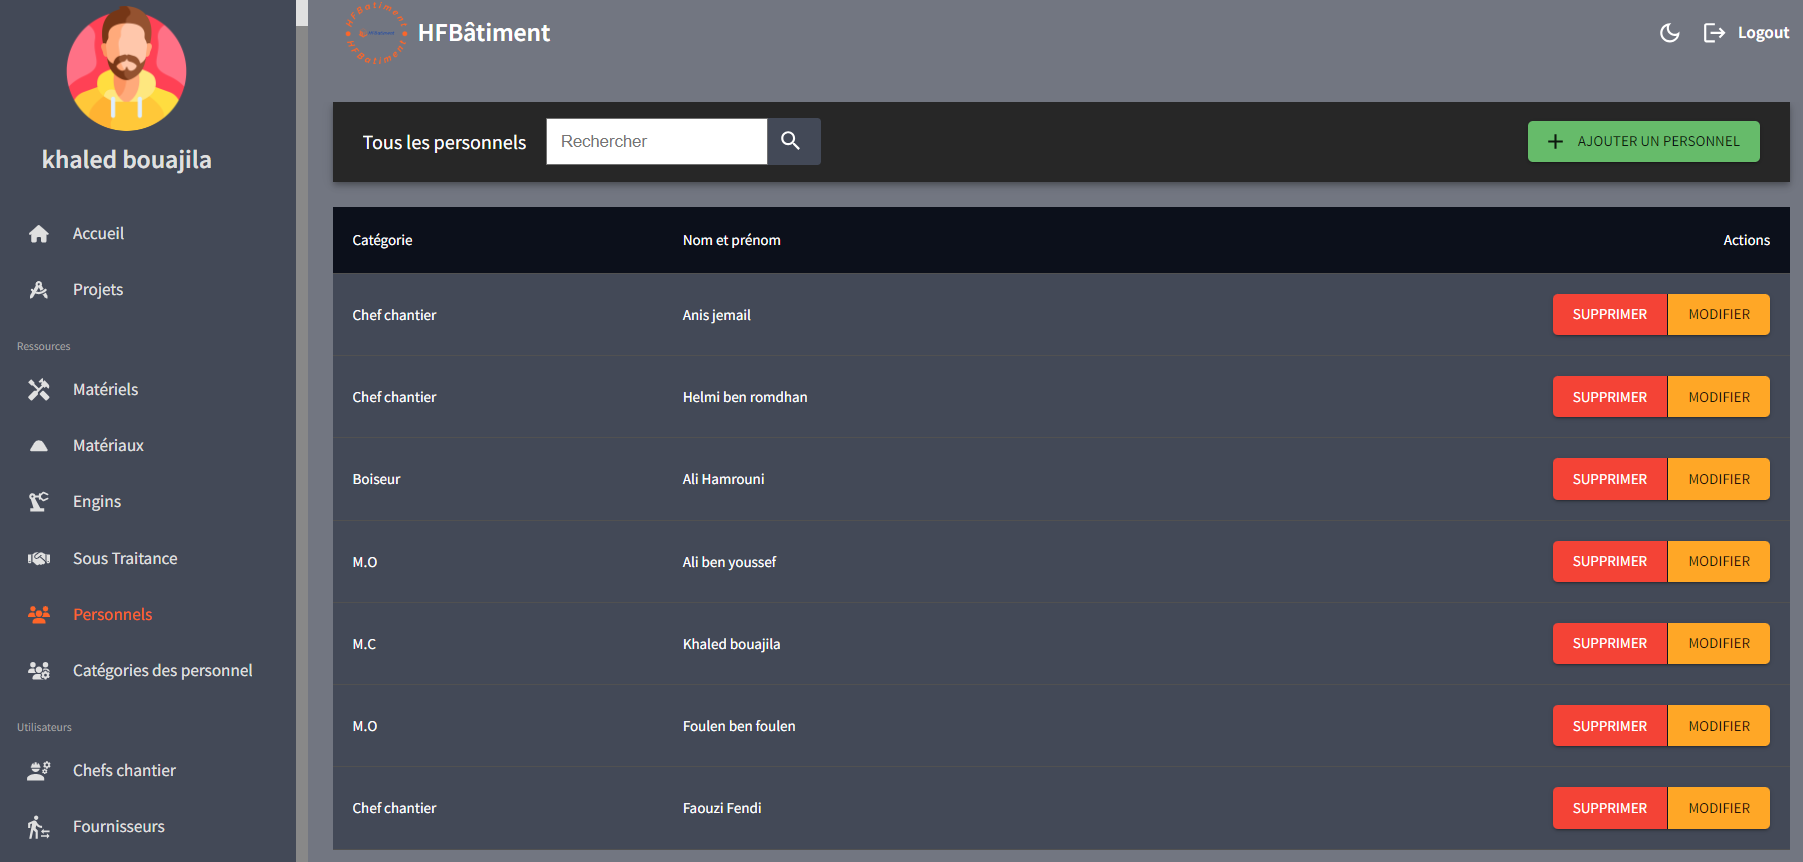 khaled bouajila
Accueil
Projets
Ressources
Matériels
Matériaux
Engins
Sous Traitance
Personnels
Catégories des personnel
Utilisateurs
Chefs chantier
Fournisseurs
HFBatiment
HFBatiment
HFBâtiment
Logout
Tous les personnels
Rechercher
AJOUTER UN PERSONNEL
Catégorie Nom et prénom Actions
Chef chantier Anis jemail SUPPRIMER MODIFIER
Chef chantier Helmi ben romdhan SUPPRIMER MODIFIER
Boiseur Ali Hamrouni SUPPRIMER MODIFIER
M.O Ali ben youssef SUPPRIMER MODIFIER
M.C Khaled bouajila SUPPRIMER MODIFIER
M.O Foulen ben foulen SUPPRIMER MODIFIER
Chef chantier Faouzi Fendi SUPPRIMER MODIFIER